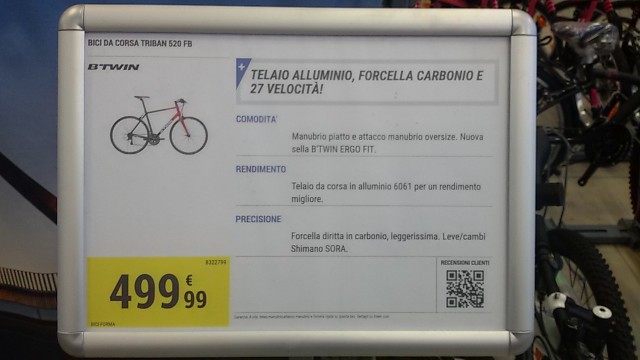 BICI DA CORSA TRIBAN 520 FB
B'TWIN
TELAIO ALLUMINIO, FORCELLA CARBONIO E
27 VELOCITÀ!
COMODITA'
Manubrio piatto e attacco manubrio oversize. Nuova
sella B'TWIN ERGO FIT.
RENDIMENTO
Telaio da corsa in alluminio 6061 per un rendimento
migliore.
PRECISIONE
Forcella diritta in carbonio, leggerissima. Leve/cambi
Shimano SORA.
RECENSIONI CLIENTI
6322799
499 € 99